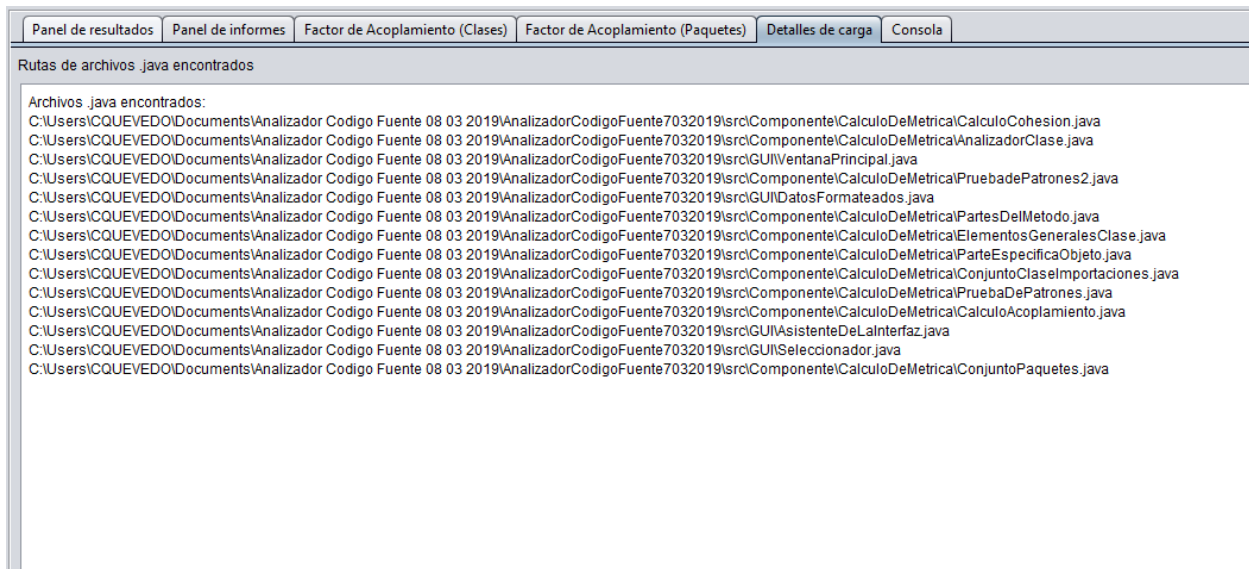 Panel de resultados Panel de informes Factor de Acoplamiento (Clases) Factor de Acoplamiento (Paquetes) Detalles de carga Consola
Rutas de archivos .java encontrados
Archivos .java encontrados:
C:\Users\CQUEVEDO\Documents\Analizador Codigo Fuente 08 03 2019\AnalizadorCodigoFuente7032019\src\Componente\CalculoDeMetrica\CalculoCohesion.java
C:\Users\CQUEVEDO\Documents\Analizador Codigo Fuente 08 03 2019\AnalizadorCodigoFuente7032019\src\Componente\CalculoDeMetrica\AnalizadorClase.java
C:\Users\CQUEVEDO\Documents\Analizador Codigo Fuente 08 03 2019\AnalizadorCodigoFuente7032019\src\GUI\VentanaPrincipal.java
C:\Users\CQUEVEDO\Documents\Analizador Codigo Fuente 08 03 2019\AnalizadorCodigoFuente7032019\src\Componente\CalculoDeMetrica\PruebadePatrones2.java
C:\Users\CQUEVEDO\Documents\Analizador Codigo Fuente 08 03 2019\AnalizadorCodigoFuente7032019\src\GUI\DatosFormateados.java
C:\Users\CQUEVEDO\Documents\Analizador Codigo Fuente 08 03 2019\AnalizadorCodigoFuente7032019\src\Componente\CalculoDeMetrica\PartesDelMetodo.java
C:\Users\CQUEVEDO\Documents\Analizador Codigo Fuente 08 03 2019\AnalizadorCodigoFuente7032019\src\Componente\CalculoDeMetrica\ElementosGeneralesClase.java
C:\Users\CQUEVEDO\Documents\Analizador Codigo Fuente 08 03 2019\AnalizadorCodigoFuente7032019\src\Componente\CalculoDeMetrica\ParteEspecificaObjeto.java
C:\Users\CQUEVEDO\Documents\Analizador Codigo Fuente 08 03 2019\AnalizadorCodigoFuente7032019\src\Componente\CalculoDeMetrica\ConjuntoClaseImportaciones.java
C:\Users\CQUEVEDO\Documents\Analizador Codigo Fuente 08 03 2019\AnalizadorCodigoFuente7032019\src\Componente\CalculoDeMetrica\PruebaDePatrones.java
C:\Users\CQUEVEDO\Documents\Analizador Codigo Fuente 08 03 2019\AnalizadorCodigoFuente7032019\src\Componente\CalculoDeMetrica\CalculoAcoplamiento.java
C:\Users\CQUEVEDO\Documents\Analizador Codigo Fuente 08 03 2019\AnalizadorCodigoFuente7032019\src\GUI\AsistenteDeLaInterfaz.java
C:\Users\CQUEVEDO\Documents\Analizador Codigo Fuente 08 03 2019\AnalizadorCodigoFuente7032019\src\GUI\Seleccionador.java
C:\Users\CQUEVEDO\Documents\Analizador Codigo Fuente 08 03 2019\AnalizadorCodigoFuente7032019\src\Componente\CalculoDeMetrica\ConjuntoPaquetes.java